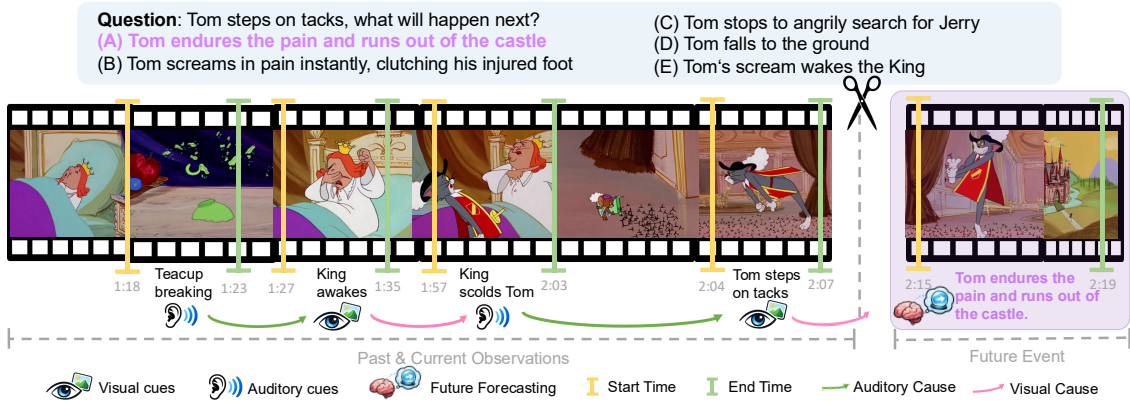 Question: Tom steps on tacks, what will happen next?
(A) Tom endures the pain and runs out of the castle
(B) Tom screams in pain instantly, clutching his injured foot
(C) Tom stops to angrily search for Jerry
(D) Tom falls to the ground
(E) Tom‘s scream wakes the King
Teacup
breaking
King
awakes
King
scolds Tom
Tom steps
on tacks
1:18
1:23
1:27
1:35
1:57
2:03
2:04
2:07
2:15
2:19
Tom endures the
pain and runs out of
the castle.
Past & Current Observations
Future Event
Visual cues
Auditory cues
Future Forecasting
Start Time
End Time
Auditory Cause
Visual Cause